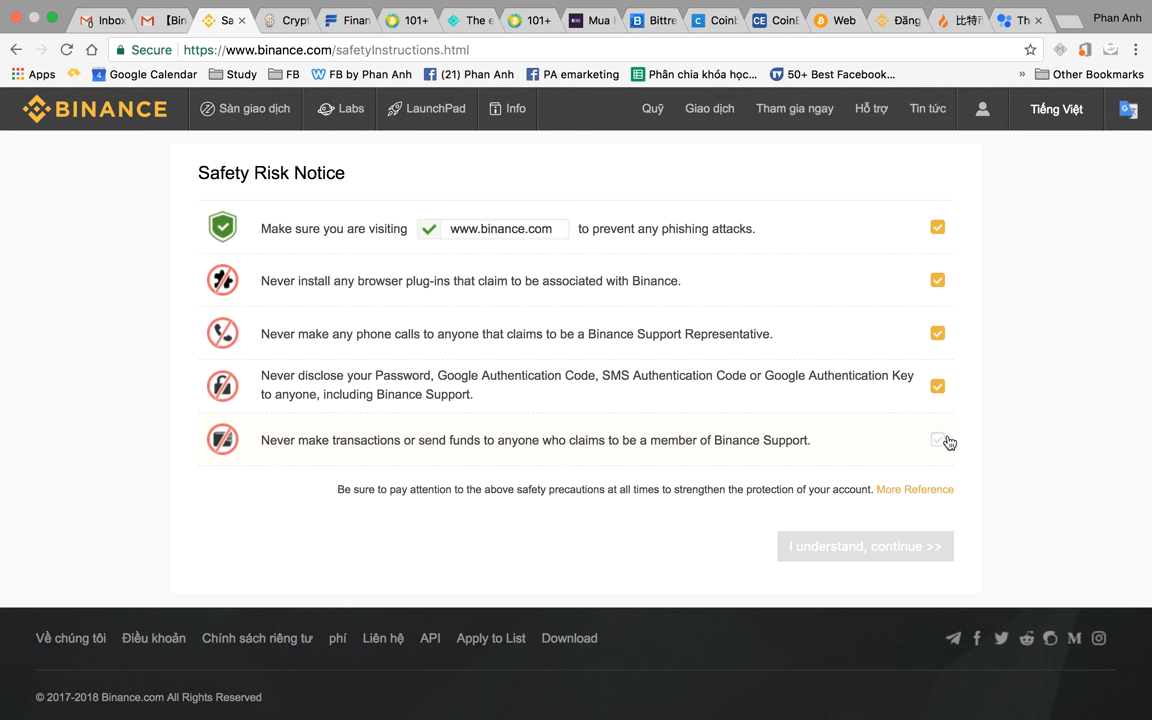 Inbox
【Bin
Sa
Crypt
Finan
101+
The e
101+
Mua
Bittre
Coinb
CoinE
Web
Đăng
Th
Phan Anh
Secure
https://www.binance.com/safetyInstructions.html
Apps
Google Calendar
Study
FB
FB by Phan Anh
(21) Phan Anh
PA emarketing
Phân chia khóa học...
50+ Best Facebook...
»
Other Bookmarks
BINANCE
Sàn giao dịch
Labs
LaunchPad
Info
Quỹ
Giao dịch
Tham gia ngay
Hỗ trợ
Tin tức
Tiếng Việt
Safety Risk Notice
Make sure you are visiting www.binance.com to prevent any phishing attacks.
Never install any browser plug-ins that claim to be associated with Binance.
Never make any phone calls to anyone that claims to be a Binance Support Representative.
Never disclose your Password, Google Authentication Code, SMS Authentication Code or Google Authentication Key
to anyone, including Binance Support.
Never make transactions or send funds to anyone who claims to be a member of Binance Support.
Be sure to pay attention to the above safety precautions at all times to strengthen the protection of your account. More Reference
I understand, continue >>
Về chúng tôi
Điều khoản
Chính sách riêng tư
phí
Liên hệ
API
Apply to List
Download
© 2017-2018 Binance.com All Rights Reserved